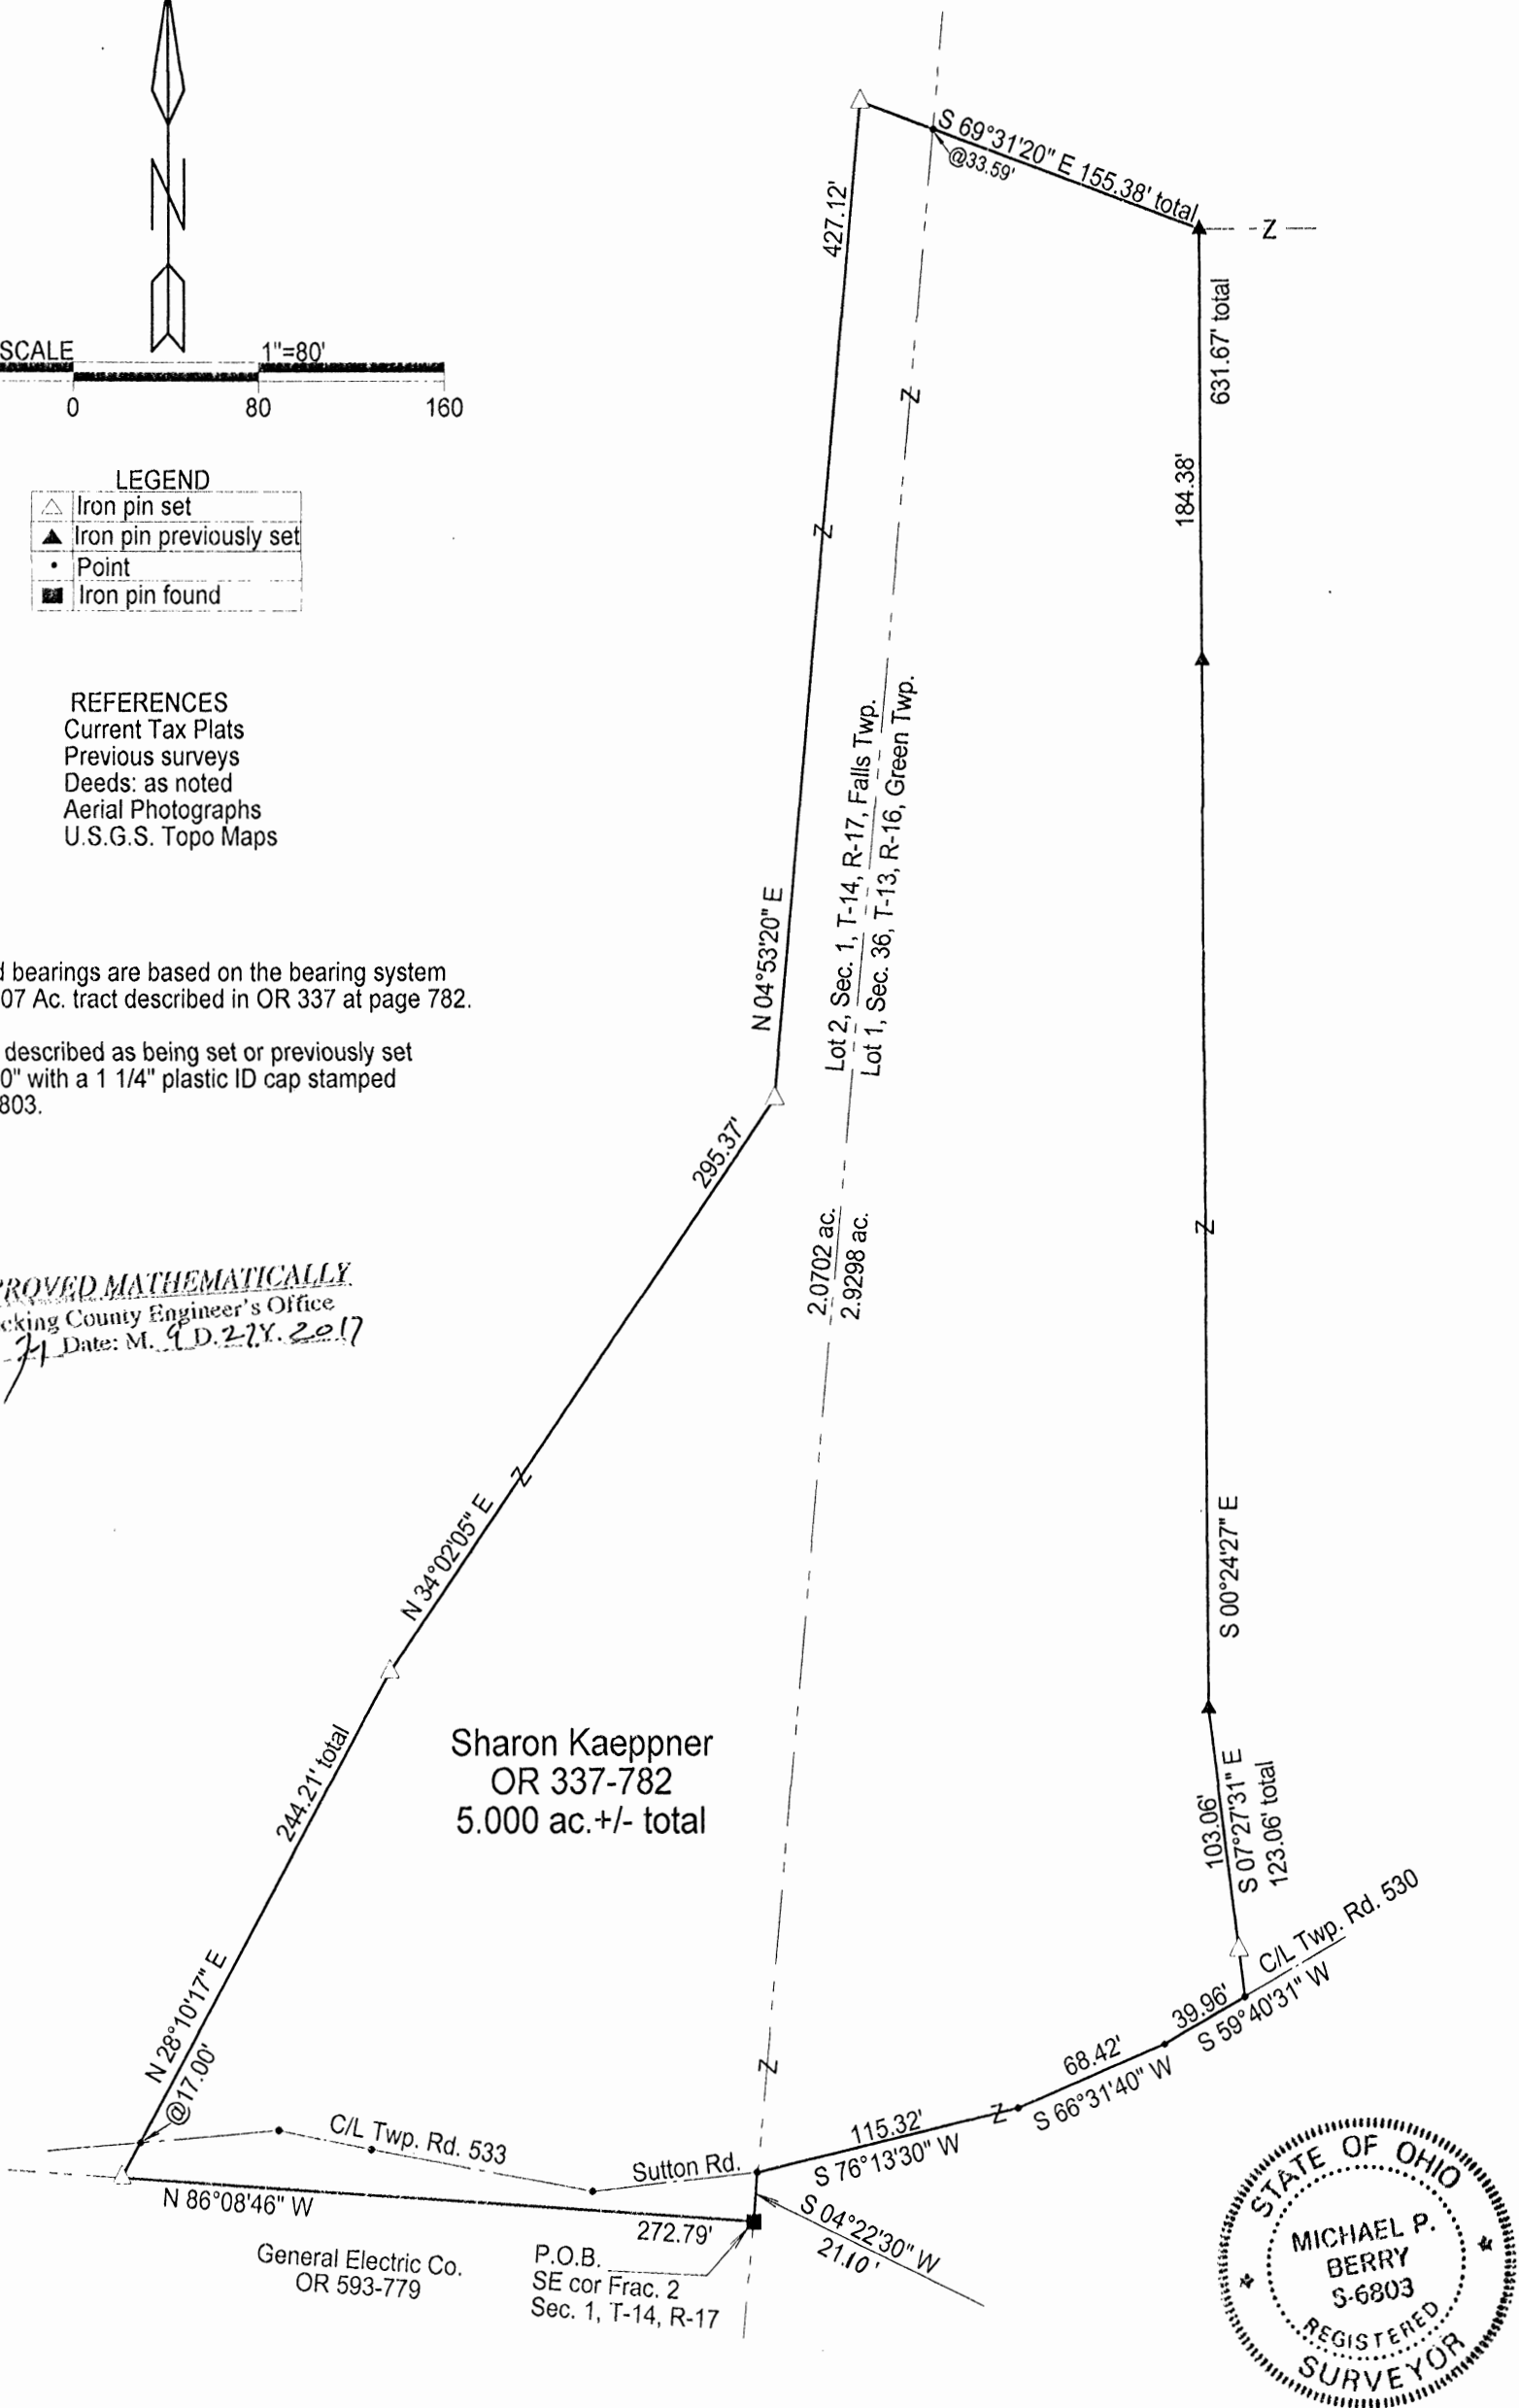 N
SCALE 1"=80'
0 80 160
LEGEND
Iron pin set
Iron pin previously set
Point
Iron pin found
REFERENCES
Current Tax Plats
Previous surveys
Deeds: as noted
Aerial Photographs
U.S.G.S. Topo Maps
bearings are based on the bearing system
07 Ac. tract described in OR 337 at page 782.
described as being set or previously set
0" with a 1 1/4" plastic ID cap stamped
803.
PROVED MATHEMATICALLY
cking County Engineer's Office
Date: M. 9 D. 27 Y. 2017
S 69°31'20" E 155.38' total
@33.59'
Z
427.12'
631.67' total
184.38'
Z
Z
N 04°53'20" E
Lot 2, Sec. 1, T-14, R-17, Falls Twp.
Lot 1, Sec. 36, T-13, R-16, Green Twp.
295.37'
2.0702 ac.
2.9298 ac.
Z
Z
N 34°02'05" E
S 00°24'27" E
Sharon Kaeppner
OR 337-782
5.000 ac.+/- total
244.21' total
103.06'
S 07°27'31" E
123.06' total
N 28°10'17" E
@17.00'
C/L Twp. Rd. 530
39.96'
S 59°40'31" W
68.42'
S 66°31'40" W
Z
Z
115.32'
S 76°13'30" W
C/L Twp. Rd. 533
Sutton Rd.
S 04°22'30" W
21.10'
N 86°08'46" W
272.79'
General Electric Co.
OR 593-779
P.O.B.
SE cor Frac. 2
Sec. 1, T-14, R-17
STATE OF OHIO
MICHAEL P.
BERRY
S-6803
REGISTERED
SURVEYOR